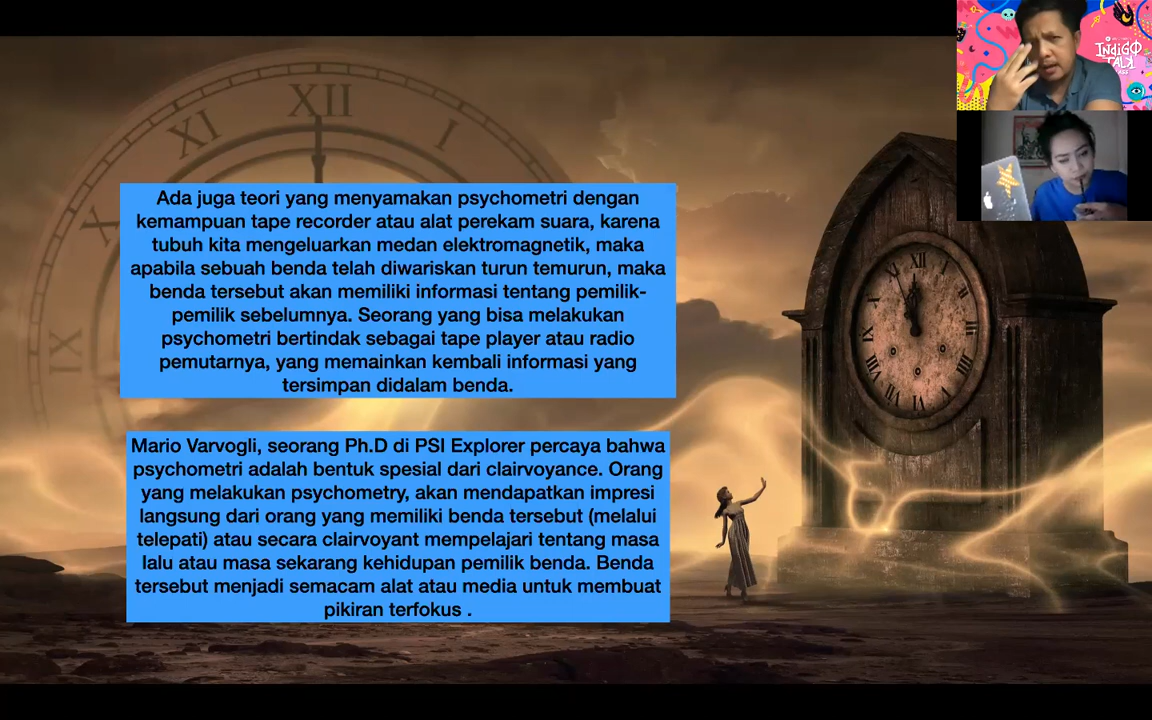 INDIGO
TALK
XII
XI
I
X
IX
Ada juga teori yang menyamakan psychometri dengan
kemampuan tape recorder atau alat perekam suara, karena
tubuh kita mengeluarkan medan elektromagnetik, maka
apabila sebuah benda telah diwariskan turun temurun, maka
benda tersebut akan memiliki informasi tentang pemilik-
pemilik sebelumnya. Seorang yang bisa melakukan
psychometri bertindak sebagai tape player atau radio
pemutarnya, yang memainkan kembali informasi yang
tersimpan didalam benda.
Mario Varvogli, seorang Ph.D di PSI Explorer percaya bahwa
psychometri adalah bentuk spesial dari clairvoyance. Orang
yang melakukan psychometry, akan mendapatkan impresi
langsung dari orang yang memiliki benda tersebut (melalui
telepati) atau secara clairvoyant mempelajari tentang masa
lalu atau masa sekarang kehidupan pemilik benda. Benda
tersebut menjadi semacam alat atau media untuk membuat
pikiran terfokus .